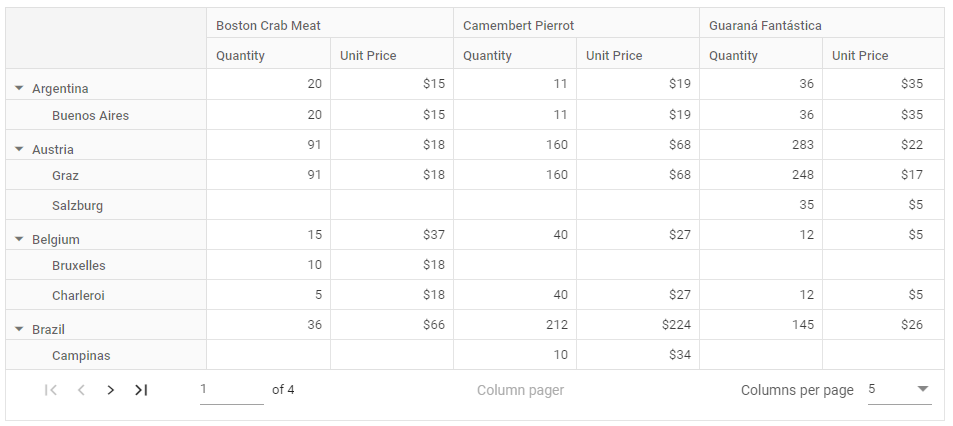 Boston Crab Meat Camembert Pierrot Guaraná Fantástica
Quantity Unit Price Quantity Unit Price Quantity Unit Price
Argentina 20 $15 11 $19 36 $35
Buenos Aires 20 $15 11 $19 36 $35
Austria 91 $18 160 $68 283 $22
Graz 91 $18 160 $68 248 $17
Salzburg 35 $5
Belgium 15 $37 40 $27 12 $5
Bruxelles 10 $18
Charleroi 5 $18 40 $27 12 $5
Brazil 36 $66 212 $224 145 $26
Campinas 10 $34
1 of 4 Column pager Columns per page 5